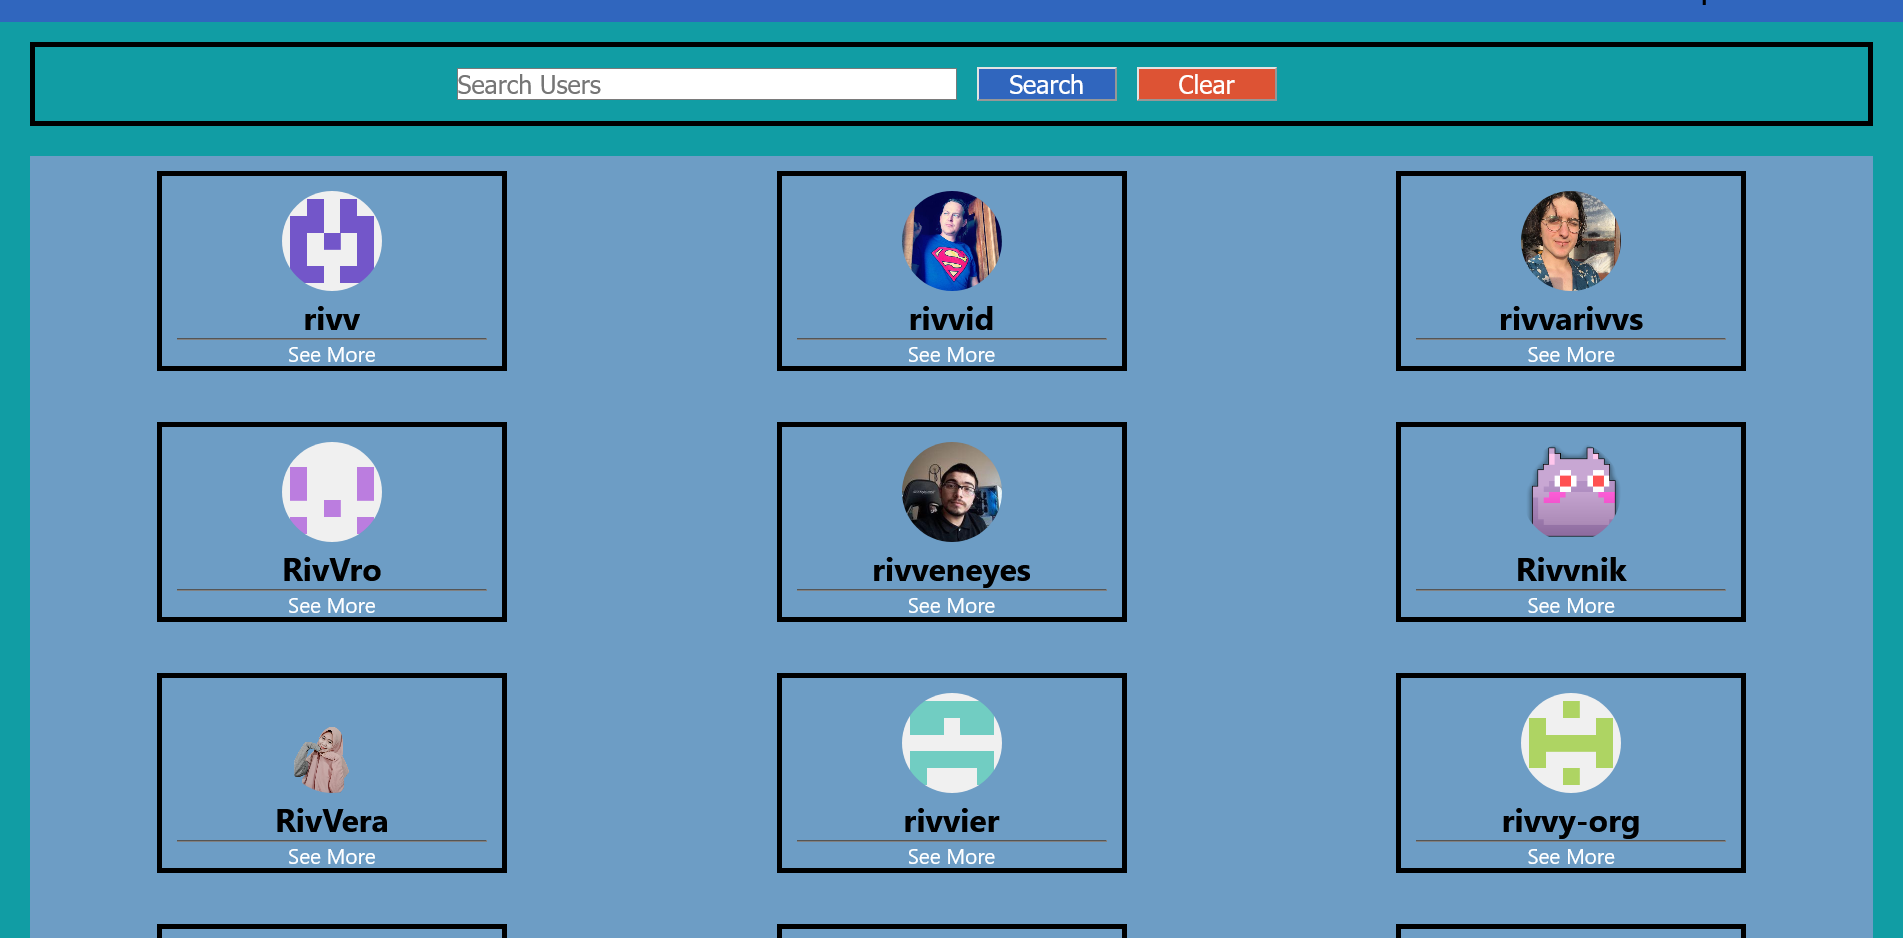 Search Users Search Clear
rivv rivvid rivvarivvs
See More See More See More
RivVro rivveneyes Rivvnik
See More See More See More
RivVera rivvier rivvy-org
See More See More See More